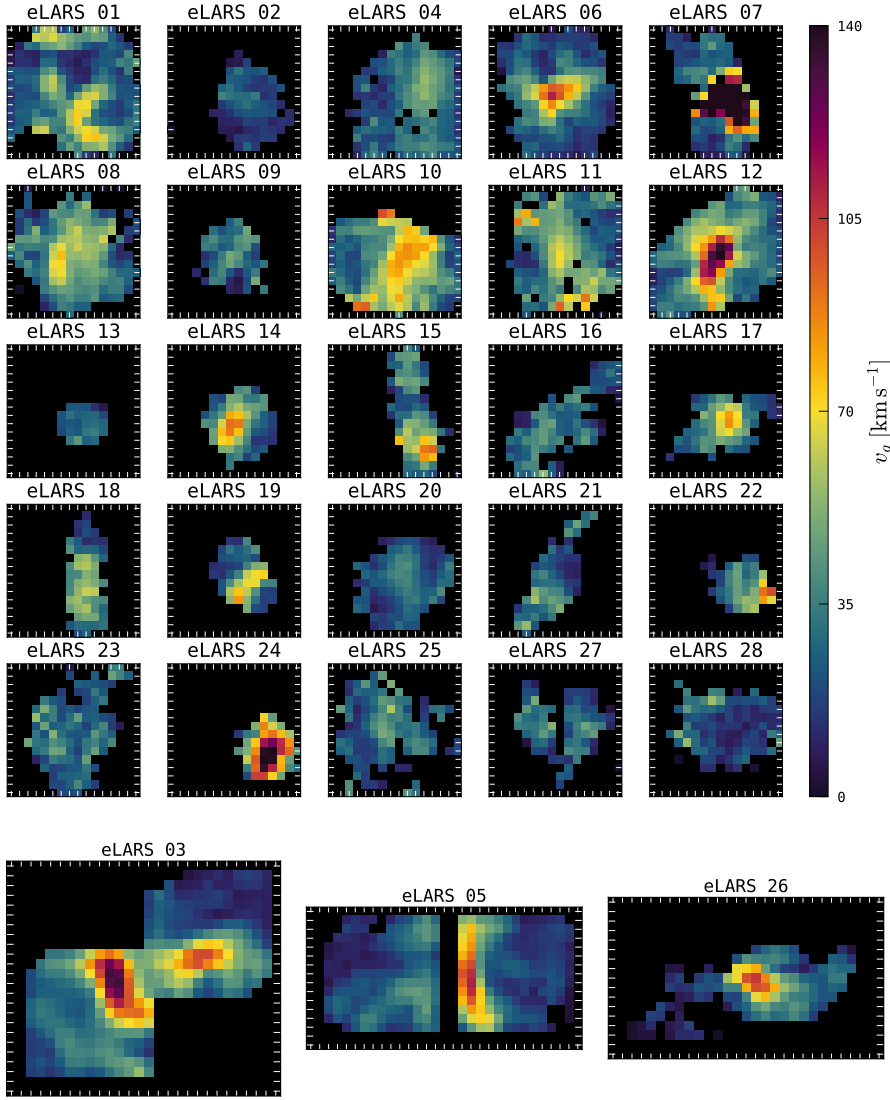 eLARS 01 eLARS 02 eLARS 04 eLARS 06 eLARS 07
eLARS 08 eLARS 09 eLARS 10 eLARS 11 eLARS 12
eLARS 13 eLARS 14 eLARS 15 eLARS 16 eLARS 17
eLARS 18 eLARS 19 eLARS 20 eLARS 21 eLARS 22
eLARS 23 eLARS 24 eLARS 25 eLARS 27 eLARS 28
140
105
70
35
0
v_g [km s⁻¹]
eLARS 03 eLARS 05 eLARS 26